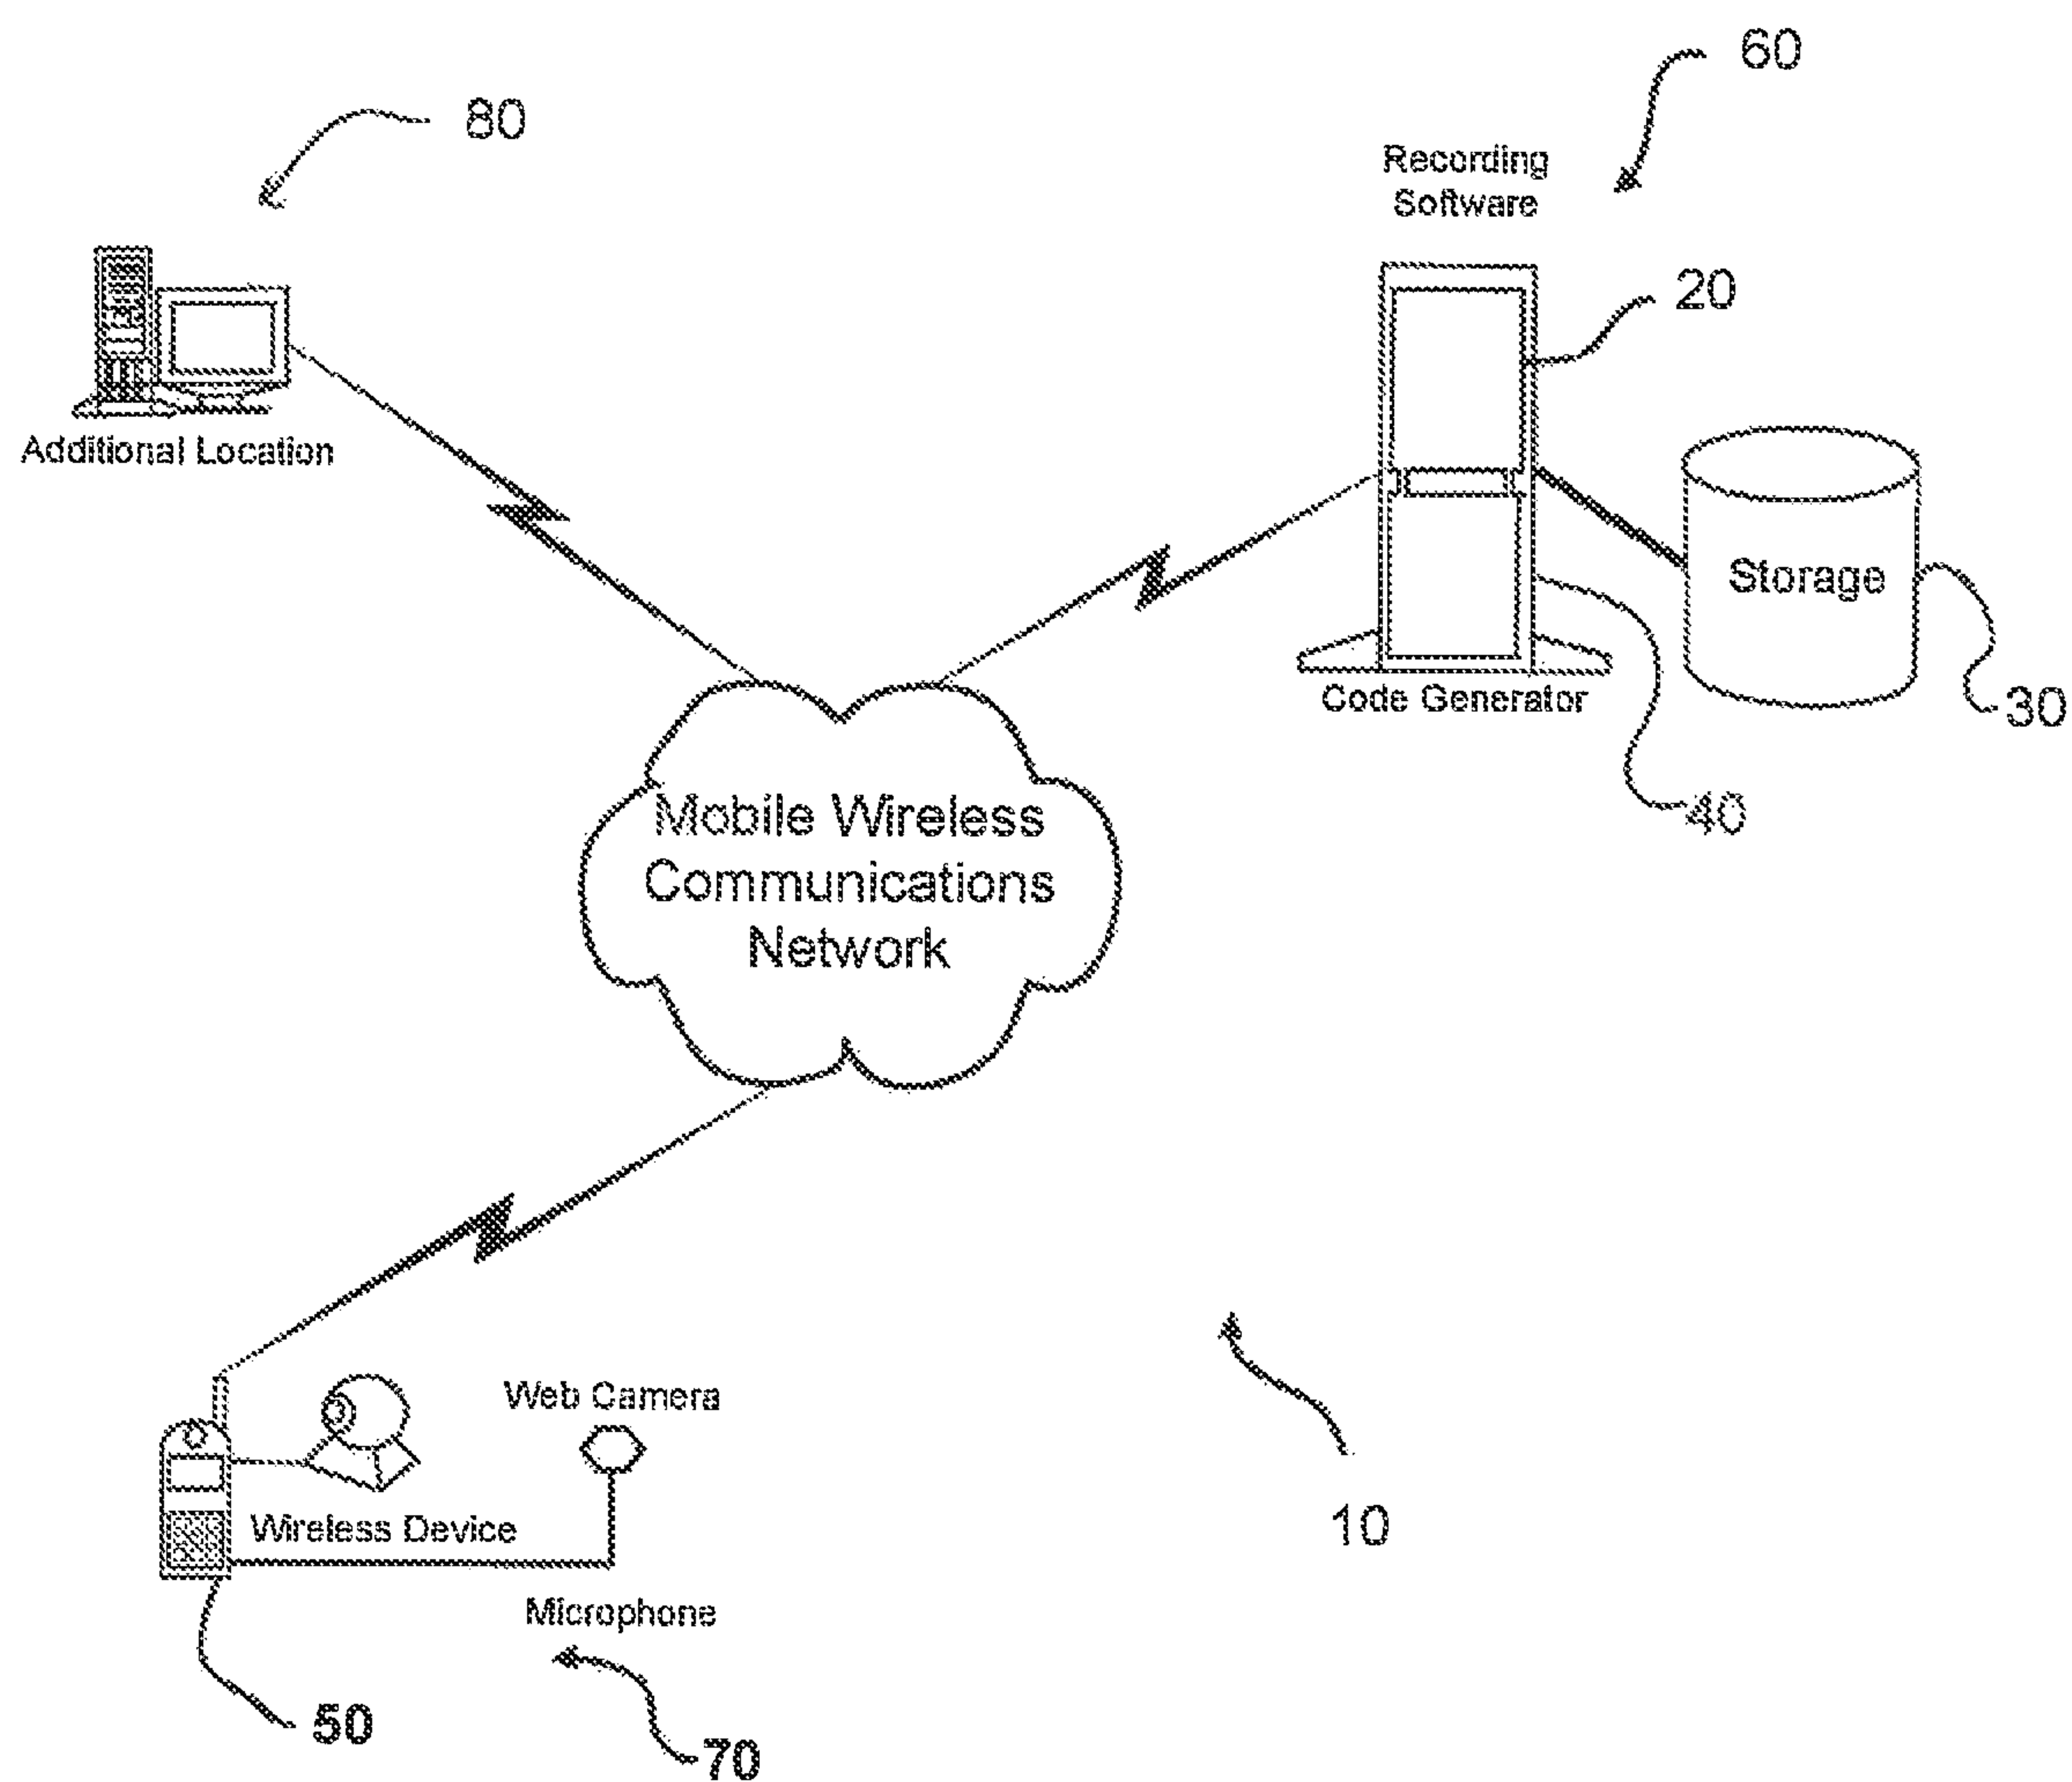 60
80
Recording
Software
20
Additional Location
Storage
Code Generator
30
40
Mobile Wireless
Communications
Network
Web Camera
Wireless Device
10
Microphone
50
70